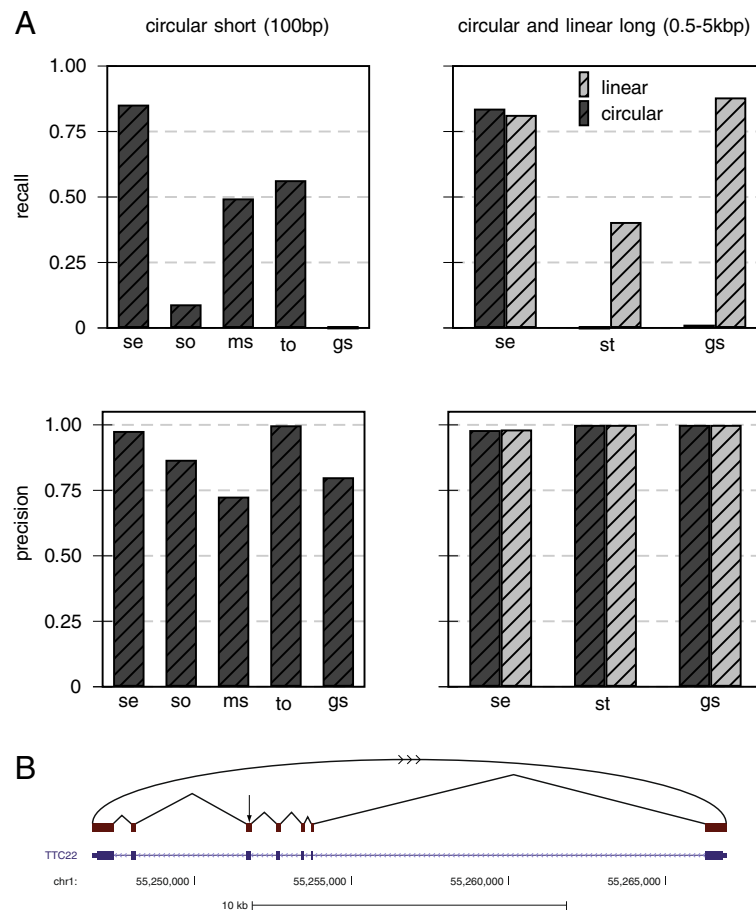 A
circular short (100bp)
circular and linear long (0.5-5kbp)
1.00
0.75
0.50
0.25
0
recall
se so ms to gs
linear
circular
se st gs
1.00
0.75
0.50
0.25
0
precision
se so ms to gs
se st gs
B
TTC22
chr1: 55,250,000 55,255,000 55,260,000 55,265,000
10 kb